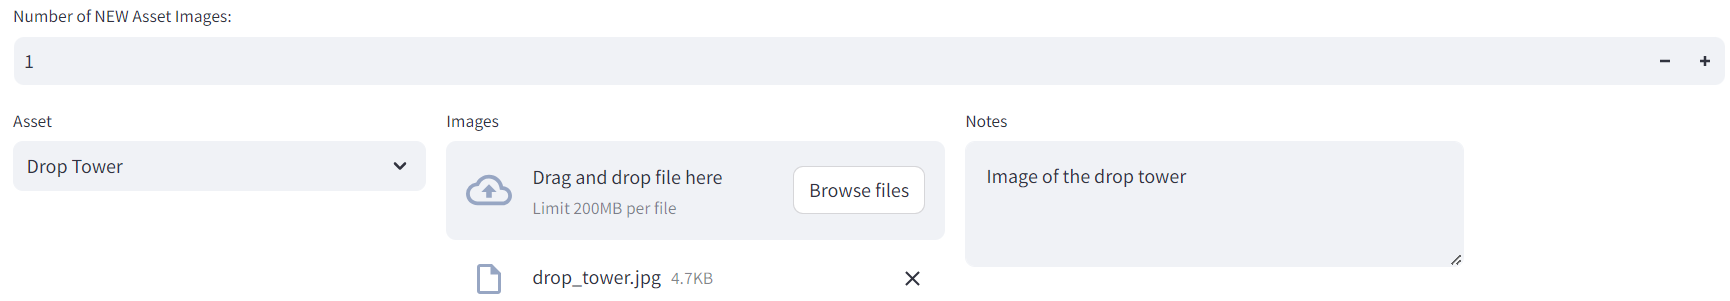 Number of NEW Asset Images:
1
Asset
Drop Tower
Images
Drag and drop file here
Limit 200MB per file
Browse files
drop_tower.jpg 4.7KB
Notes
Image of the drop tower